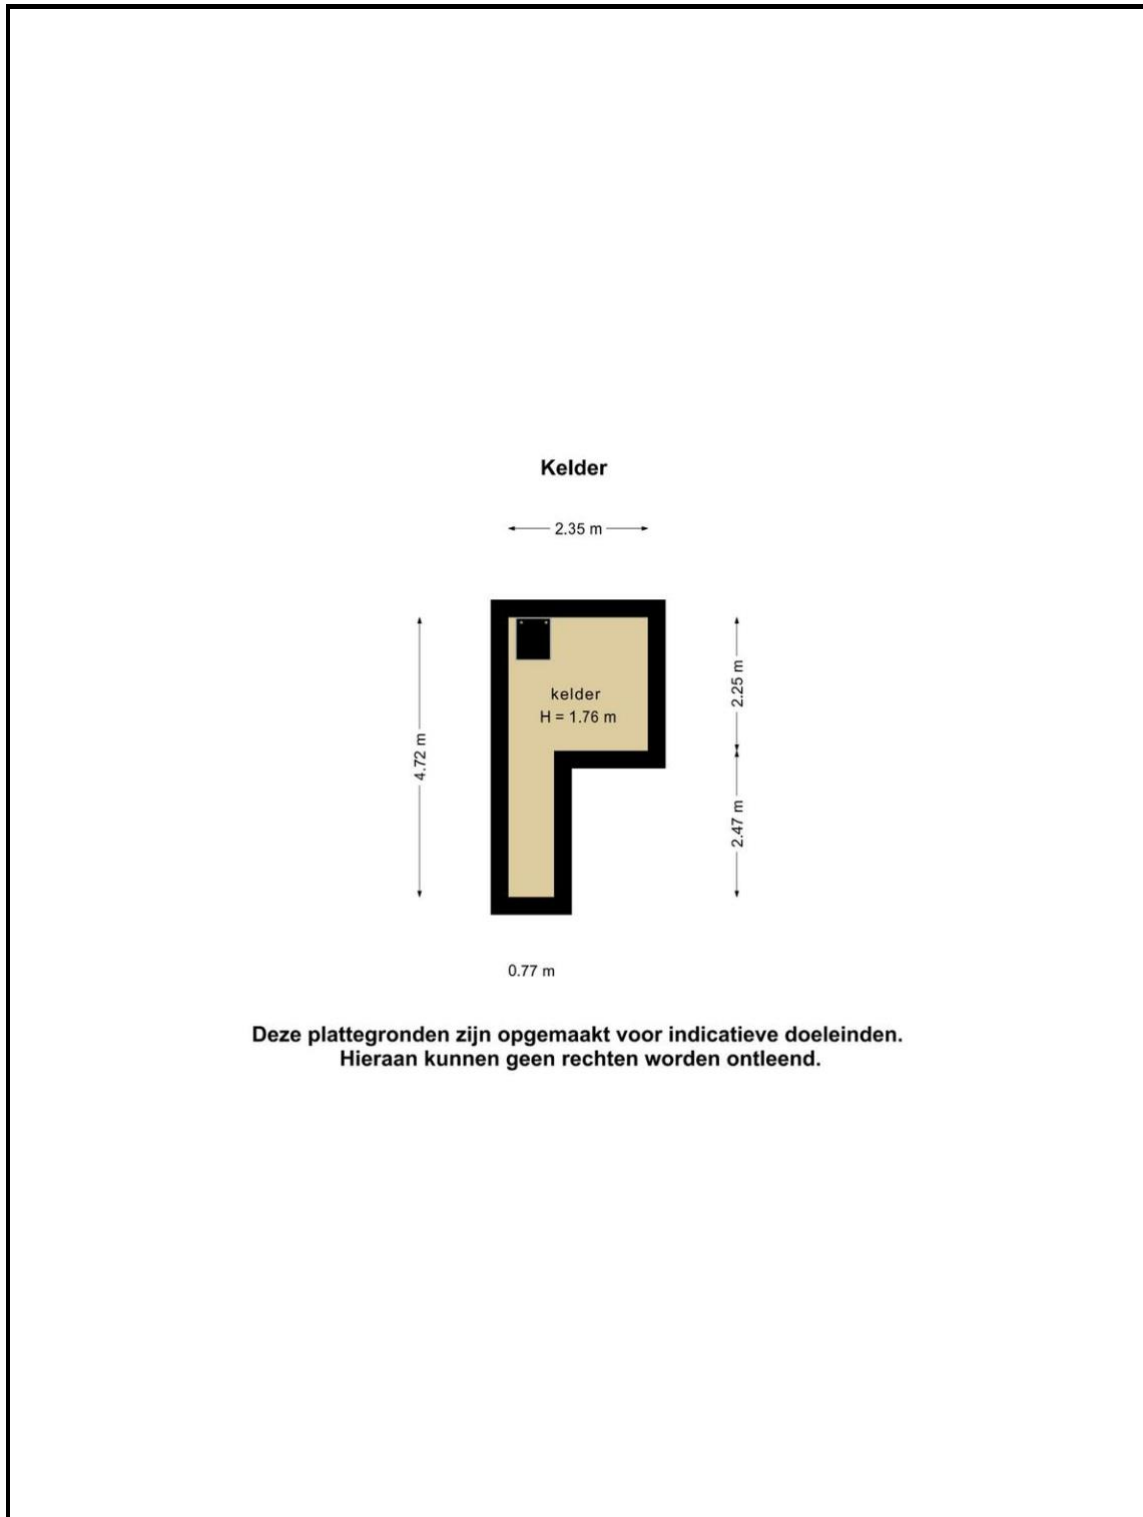 Kelder
2.35 m
4.72 m
kelder
H = 1.76 m
2.25 m
2.47 m
0.77 m
Deze plattegronden zijn opgemaakt voor indicatieve doeleinden.
Hieraan kunnen geen rechten worden ontleend.